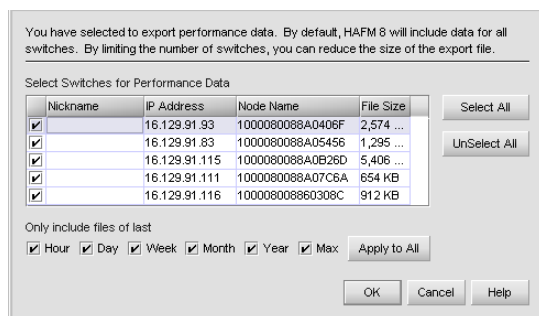 You have selected to export performance data. By default, HAFM 8 will include data for all
switches. By limiting the number of switches, you can reduce the size of the export file.
Select Switches for Performance Data
Nickname IP Address Node Name File Size
16.129.91.93 1000080088A0406F 2,574 ...
16.129.91.83 1000080088A05456 1,295 ...
16.129.91.115 1000080088A0B26D 5,406 ...
16.129.91.111 1000080088A07C6A 654 KB
16.129.91.116 100008008860308C 912 KB
Select All
UnSelect All
Only include files of last
Hour Day Week Month Year Max Apply to All
OK Cancel Help